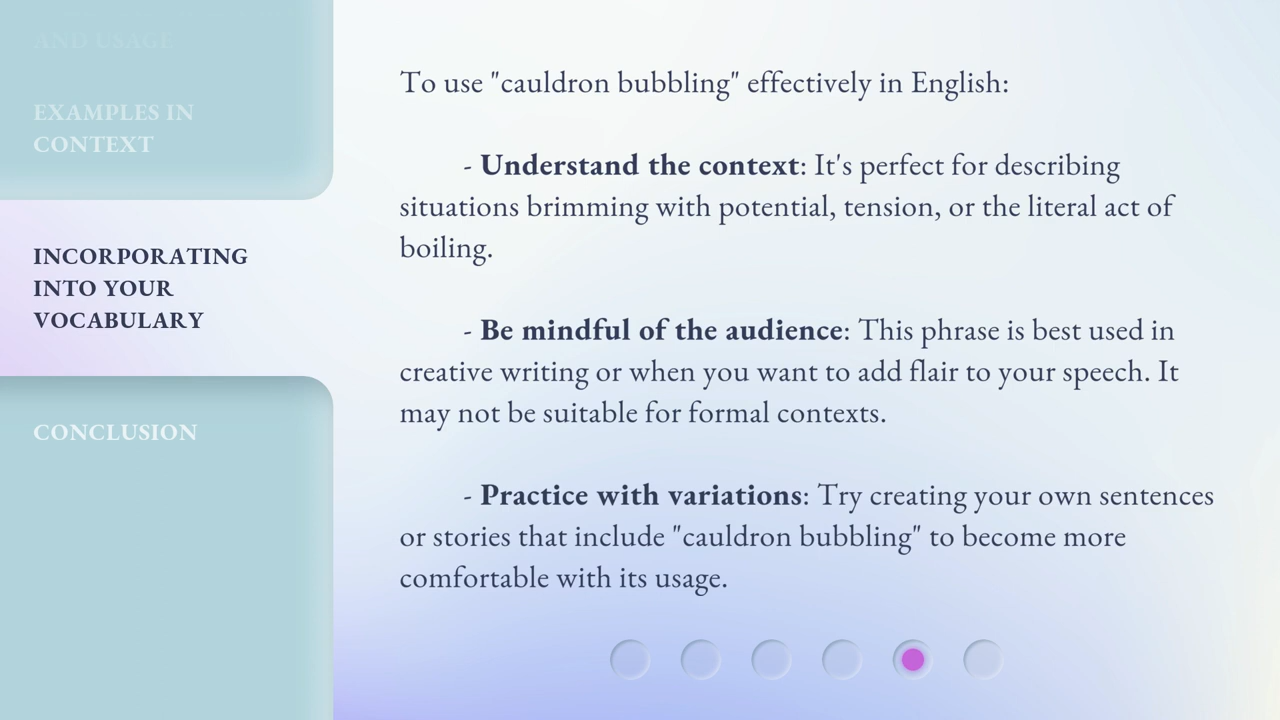 AND USAGE
EXAMPLES IN
CONTEXT
INCORPORATING
INTO YOUR
VOCABULARY
CONCLUSION
To use "cauldron bubbling" effectively in English:
- Understand the context: It's perfect for describing
situations brimming with potential, tension, or the literal act of
boiling.
- Be mindful of the audience: This phrase is best used in
creative writing or when you want to add flair to your speech. It
may not be suitable for formal contexts.
- Practice with variations: Try creating your own sentences
or stories that include "cauldron bubbling" to become more
comfortable with its usage.